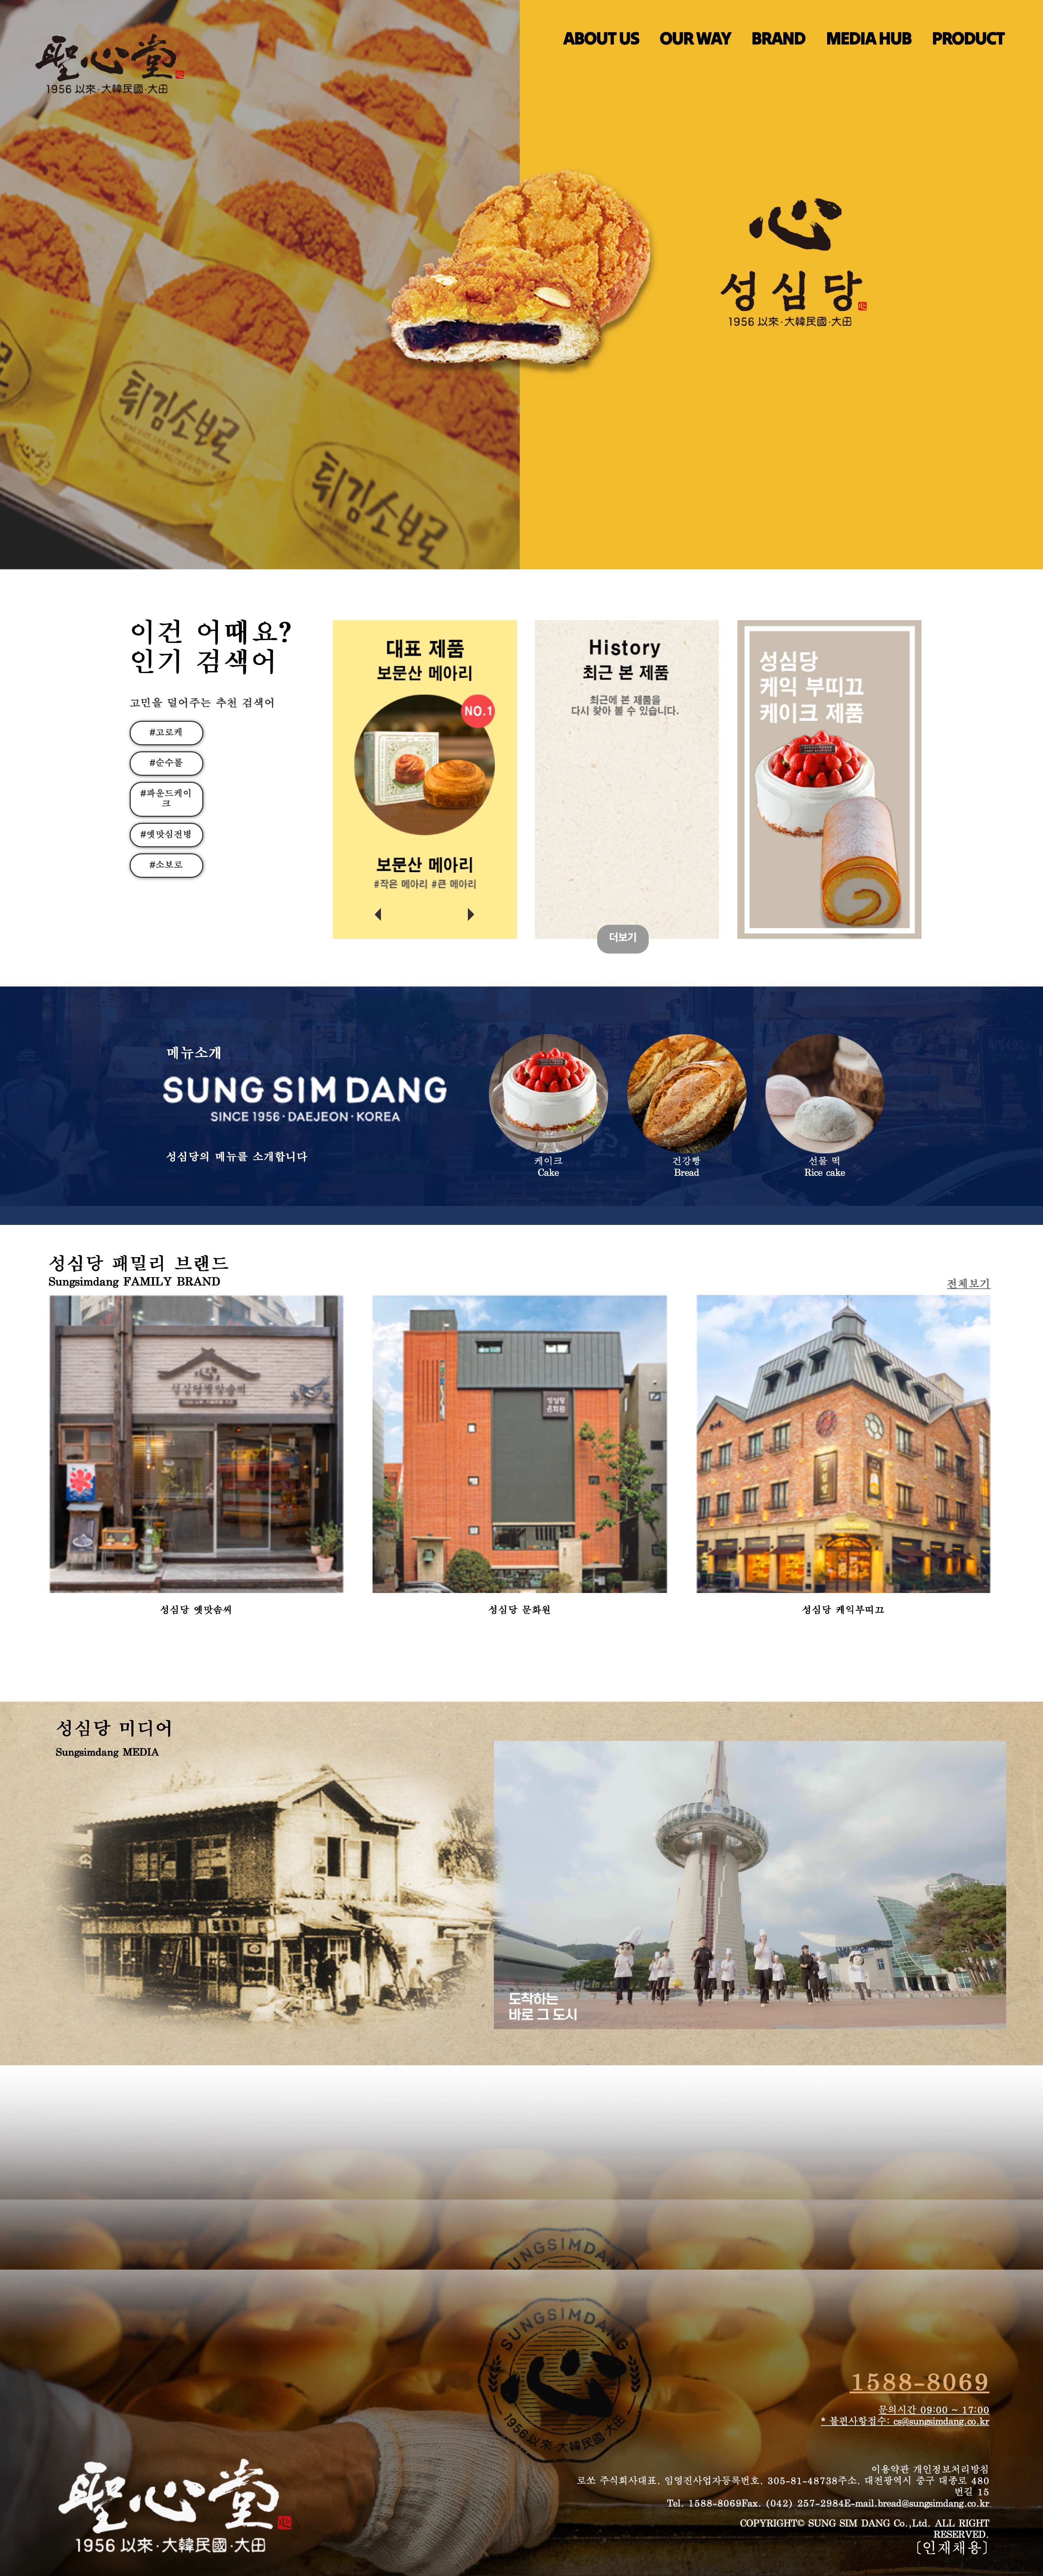 聖心堂
1956 以來·大韓民國·大田
ABOUT US OUR WAY BRAND MEDIA HUB PRODUCT
心
성심당
1956 以來·大韓民國·大田
튀김소보로
튀김소보로
이건 어때요?
인기 검색어
고민을 덜어주는 추천 검색어
#고로케
#순수롤
#파운드케이
크
#옛맛심전병
#소보로
대표 제품
보문산 메아리
NO.1
보문산 메아리
#작은 메아리 #큰 메아리
History
최근 본 제품
최근에 본 제품을
다시 찾아 볼 수 있습니다.
더보기
성심당
케익 부띠끄
케이크 제품
메뉴소개
SUNG SIM DANG
SINCE 1956 · DAEJEON · KOREA
성심당의 메뉴를 소개합니다
케이크
Cake
건강빵
Bread
선물 떡
Rice cake
성심당 패밀리 브랜드
Sungsimdang FAMILY BRAND
전체보기
성심당옛맛솜씨
성심당
문화원
성심당 옛맛솜씨
성심당 문화원
성심당 케익부띠끄
성심당 미디어
Sungsimdang MEDIA
도착하는
바로 그 도시
SUNGSIMDANG
SUNGSIMDANG
心
1956 以來·大韓民國·大田
1588-8069
문의시간 09:00 ~ 17:00
* 불편사항접수: cs@sungsimdang.co.kr
이용약관 개인정보처리방침
로쏘 주식회사대표. 임영진사업자등록번호. 305-81-48738주소. 대전광역시 중구 대종로 480
번길 15
Tel. 1588-8069Fax. (042) 257-2984E-mail.bread@sungsimdang.co.kr
COPYRIGHT© SUNG SIM DANG Co.,Ltd. ALL RIGHT
RESERVED.
[인재채용]
聖心堂
1956 以來·大韓民國·大田